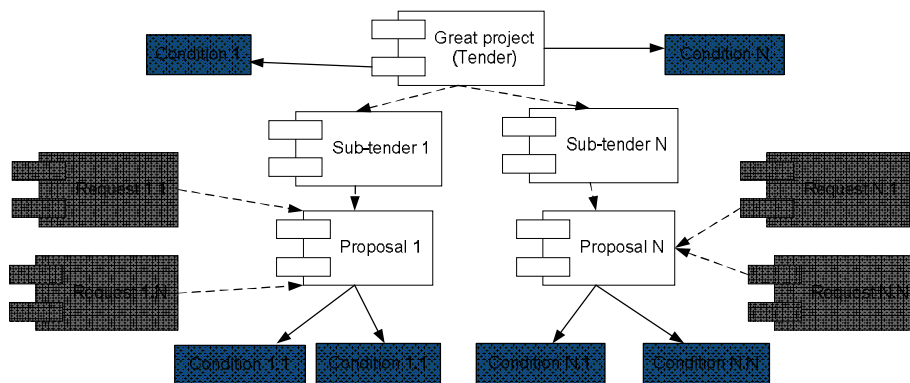 Great project
(Tender)
Condition 1
Condition N
Sub-tender 1
Sub-tender N
Request 1.1
Request N.1
Proposal 1
Proposal N
Request 1.N
Request N.N
Condition 1.1
Condition 1.1
Condition N.1
Condition N.N